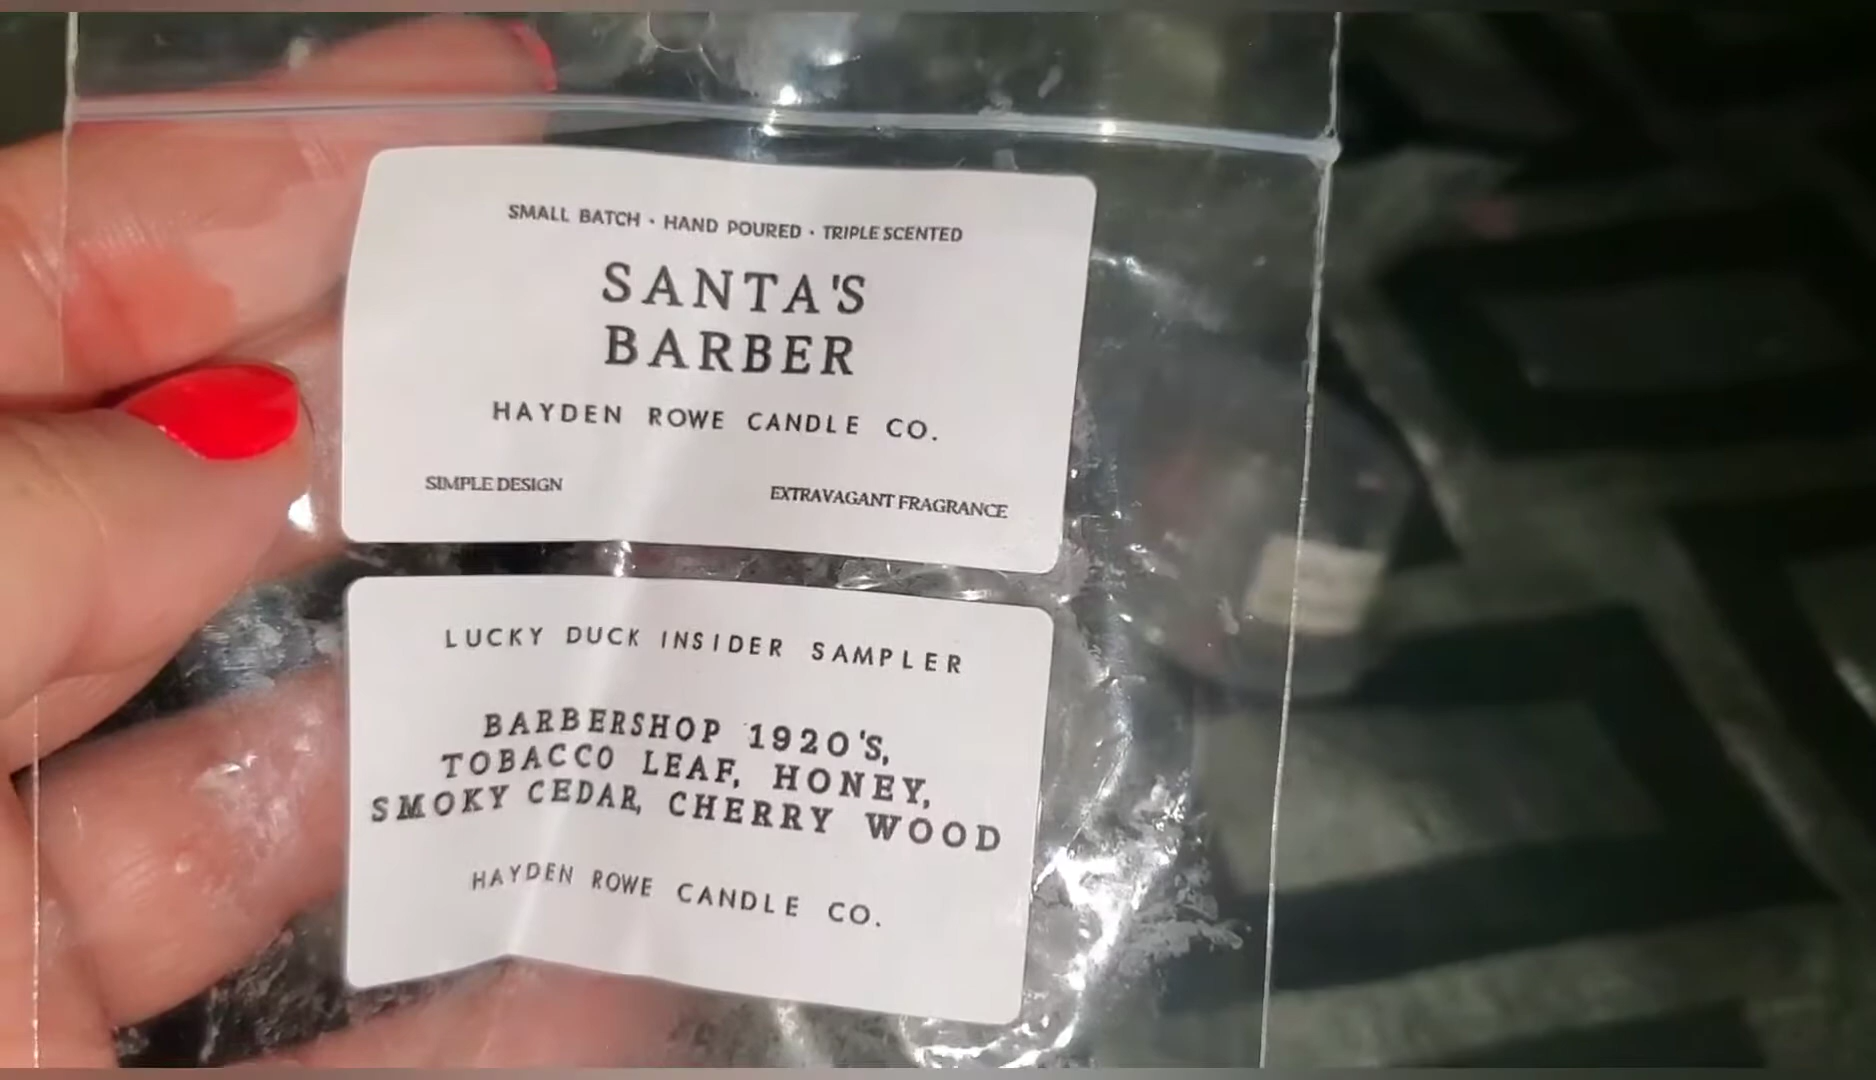 SMALL BATCH · HAND POURED · TRIPLE SCENTED
SANTA'S
BARBER
HAYDEN ROWE CANDLE CO.
SIMPLE DESIGN EXTRAVAGANT FRAGRANCE
LUCKY DUCK INSIDER SAMPLER
BARBERSHOP 1920'S,
TOBACCO LEAF, HONEY,
SMOKY CEDAR, CHERRY WOOD
HAYDEN ROWE CANDLE CO.